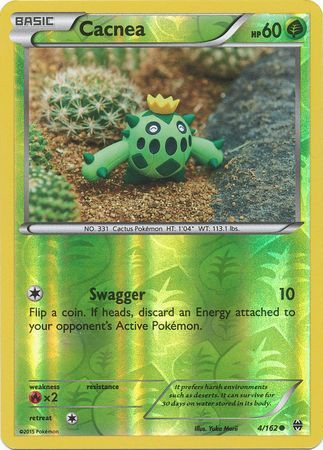 BASIC
Cacnea
HP60
NO. 331 Cactus Pokémon HT. 1'04" WT. 113.1 lbs.
Swagger 10
Flip a coin. If heads, discard an Energy attached to
your opponent's Active Pokémon.
weakness resistance
×2
retreat
It prefers harsh environments
such as deserts. It can survive for
30 days on water stored in its body.
©2015 Pokémon
Illus. Yuka Morii
4/162